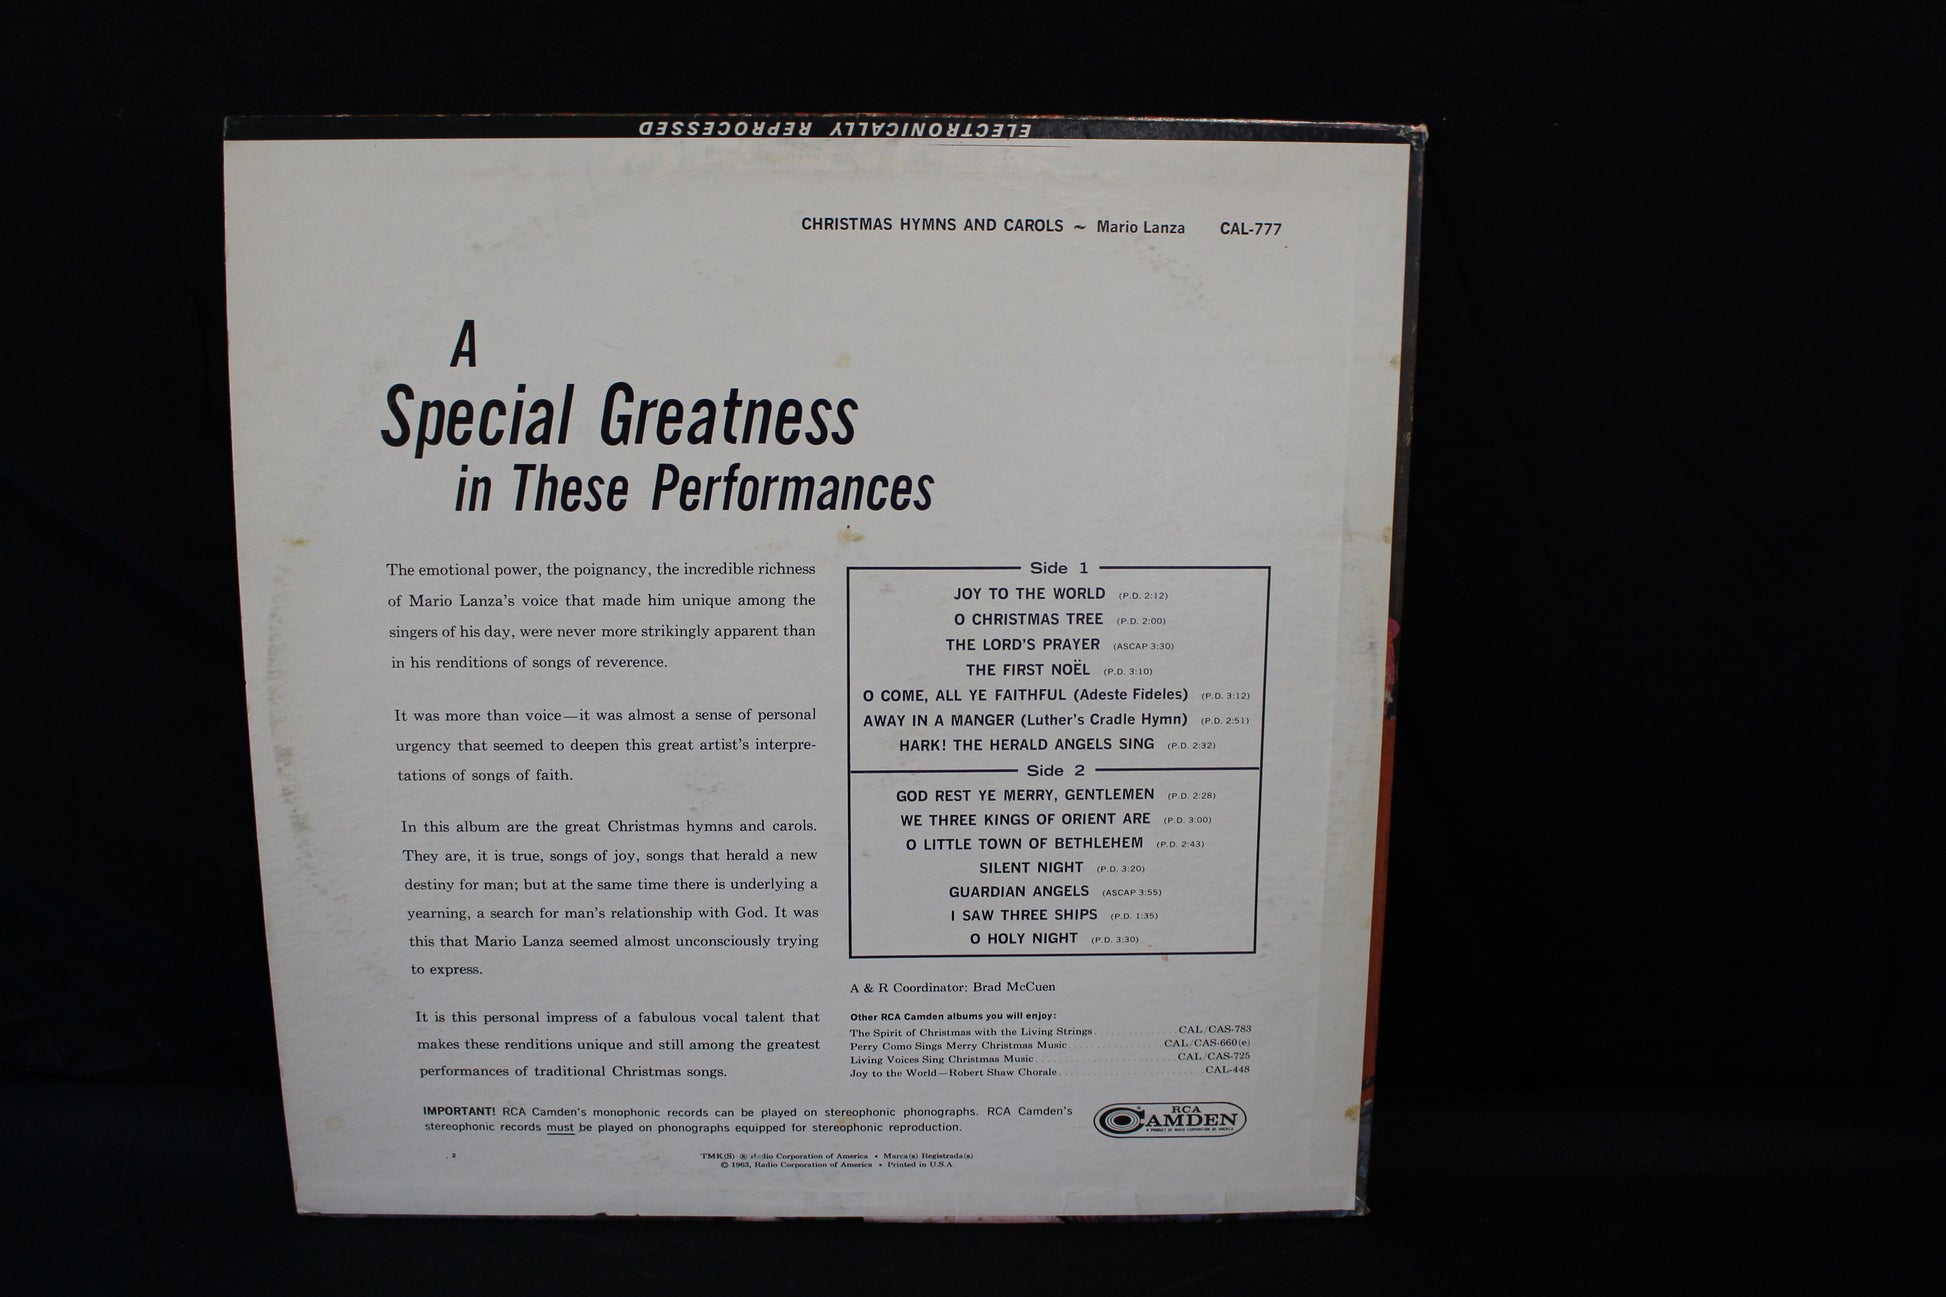 ELECTRONICALLY REPROCESSED
CHRISTMAS HYMNS AND CAROLS ~ Mario Lanza CAL-777
A
Special Greatness
in These Performances
The emotional power, the poignancy, the incredible richness
of Mario Lanza's voice that made him unique among the
singers of his day, were never more strikingly apparent than
in his renditions of songs of reverence.
It was more than voice—it was almost a sense of personal
urgency that seemed to deepen this great artist's interpre-
tations of songs of faith.
In this album are the great Christmas hymns and carols.
They are, it is true, songs of joy, songs that herald a new
destiny for man; but at the same time there is underlying a
yearning, a search for man's relationship with God. It was
this that Mario Lanza seemed almost unconsciously trying
to express.
It is this personal impress of a fabulous vocal talent that
makes these renditions unique and still among the greatest
performances of traditional Christmas songs.
Side 1
JOY TO THE WORLD (P.D. 2:12)
O CHRISTMAS TREE (P.D. 2:00)
THE LORD'S PRAYER (ASCAP 3:30)
THE FIRST NOËL (P.D. 3:10)
O COME, ALL YE FAITHFUL (Adeste Fideles) (P.D. 3:12)
AWAY IN A MANGER (Luther's Cradle Hymn) (P.D. 2:51)
HARK! THE HERALD ANGELS SING (P.D. 2:32)
Side 2
GOD REST YE MERRY, GENTLEMEN (P.D. 2:28)
WE THREE KINGS OF ORIENT ARE (P.D. 3:00)
O LITTLE TOWN OF BETHLEHEM (P.D. 2:43)
SILENT NIGHT (P.D. 3:20)
GUARDIAN ANGELS (ASCAP 3:55)
I SAW THREE SHIPS (P.D. 1:35)
O HOLY NIGHT (P.D. 3:30)
A & R Coordinator: Brad McCuen
Other RCA Camden albums you will enjoy:
The Spirit of Christmas with the Living Strings CAL/CAS-783
Perry Como Sings Merry Christmas Music CAL/CAS-660(e)
Living Voices Sing Christmas Music CAL/CAS-725
Joy to the World—Robert Shaw Chorale CAL-448
IMPORTANT! RCA Camden's monophonic records can be played on stereophonic phonographs. RCA Camden's
stereophonic records must be played on phonographs equipped for stereophonic reproduction.
RCA
CAMDEN
A PRODUCT OF RADIO CORPORATION OF AMERICA
2
TMK(S) ® Radio Corporation of America • Marca(s) Registrada(s)
© 1963, Radio Corporation of America • Printed in U.S.A.